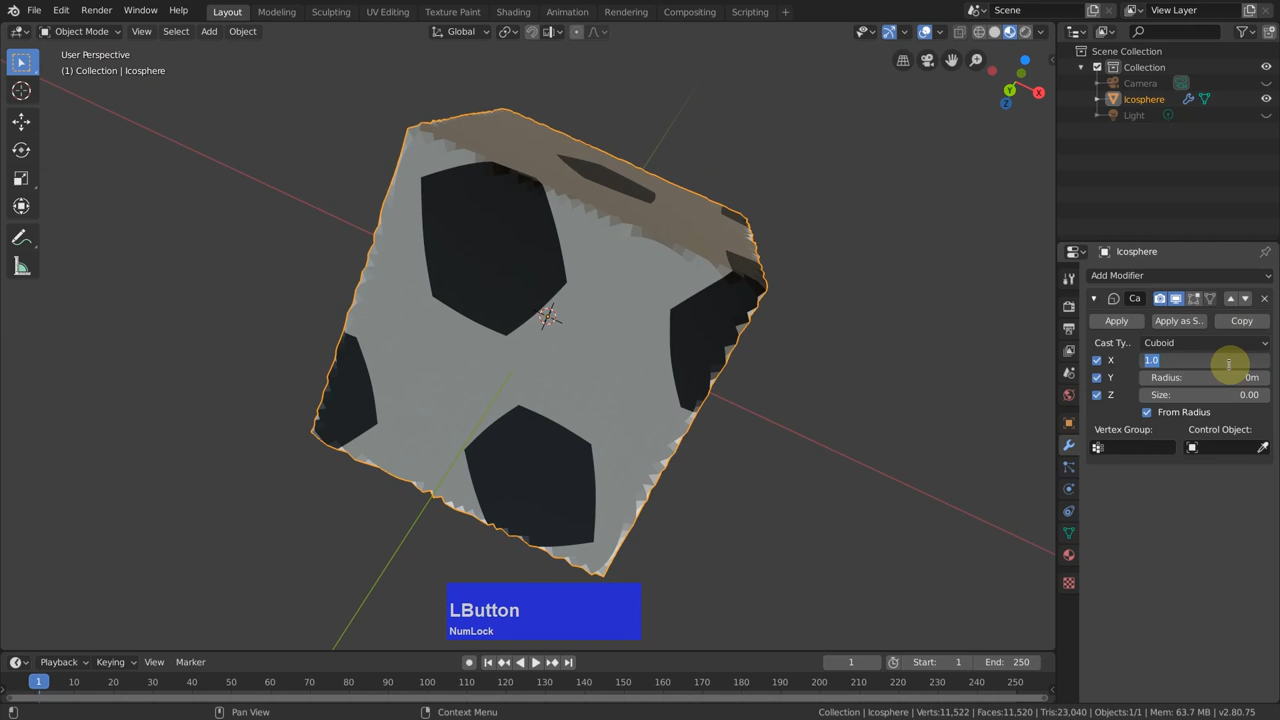 File Edit Render Window Help
Layout Modeling Sculpting UV Editing Texture Paint Shading Animation Rendering Compositing Scripting +
Scene
View Layer
Object Mode View Select Add Object
Global
User Perspective
(1) Collection | Icosphere
X
Y
Z
Scene Collection
Collection
Camera
Icosphere
Light
Icosphere
Add Modifier
Ca
Apply Apply as S.. Copy
Cast Ty.. Cuboid
X 1.0
Y Radius: 0m
Z Size: 0.00
From Radius
Vertex Group: Control Object:
LButton
NumLock
Playback Keying View Marker
1 Start: 1 End: 250
1 10 20 30 40 50 60 70 80 90 100 110 120 130 140 150 160 170 180 190 200 210 220 230 240 250
Pan View Context Menu
Collection | Icosphere | Verts:11,522 | Faces:11,520 | Tris:23,040 | Objects:1/1 | Mem: 63.7 MB | v2.80.75